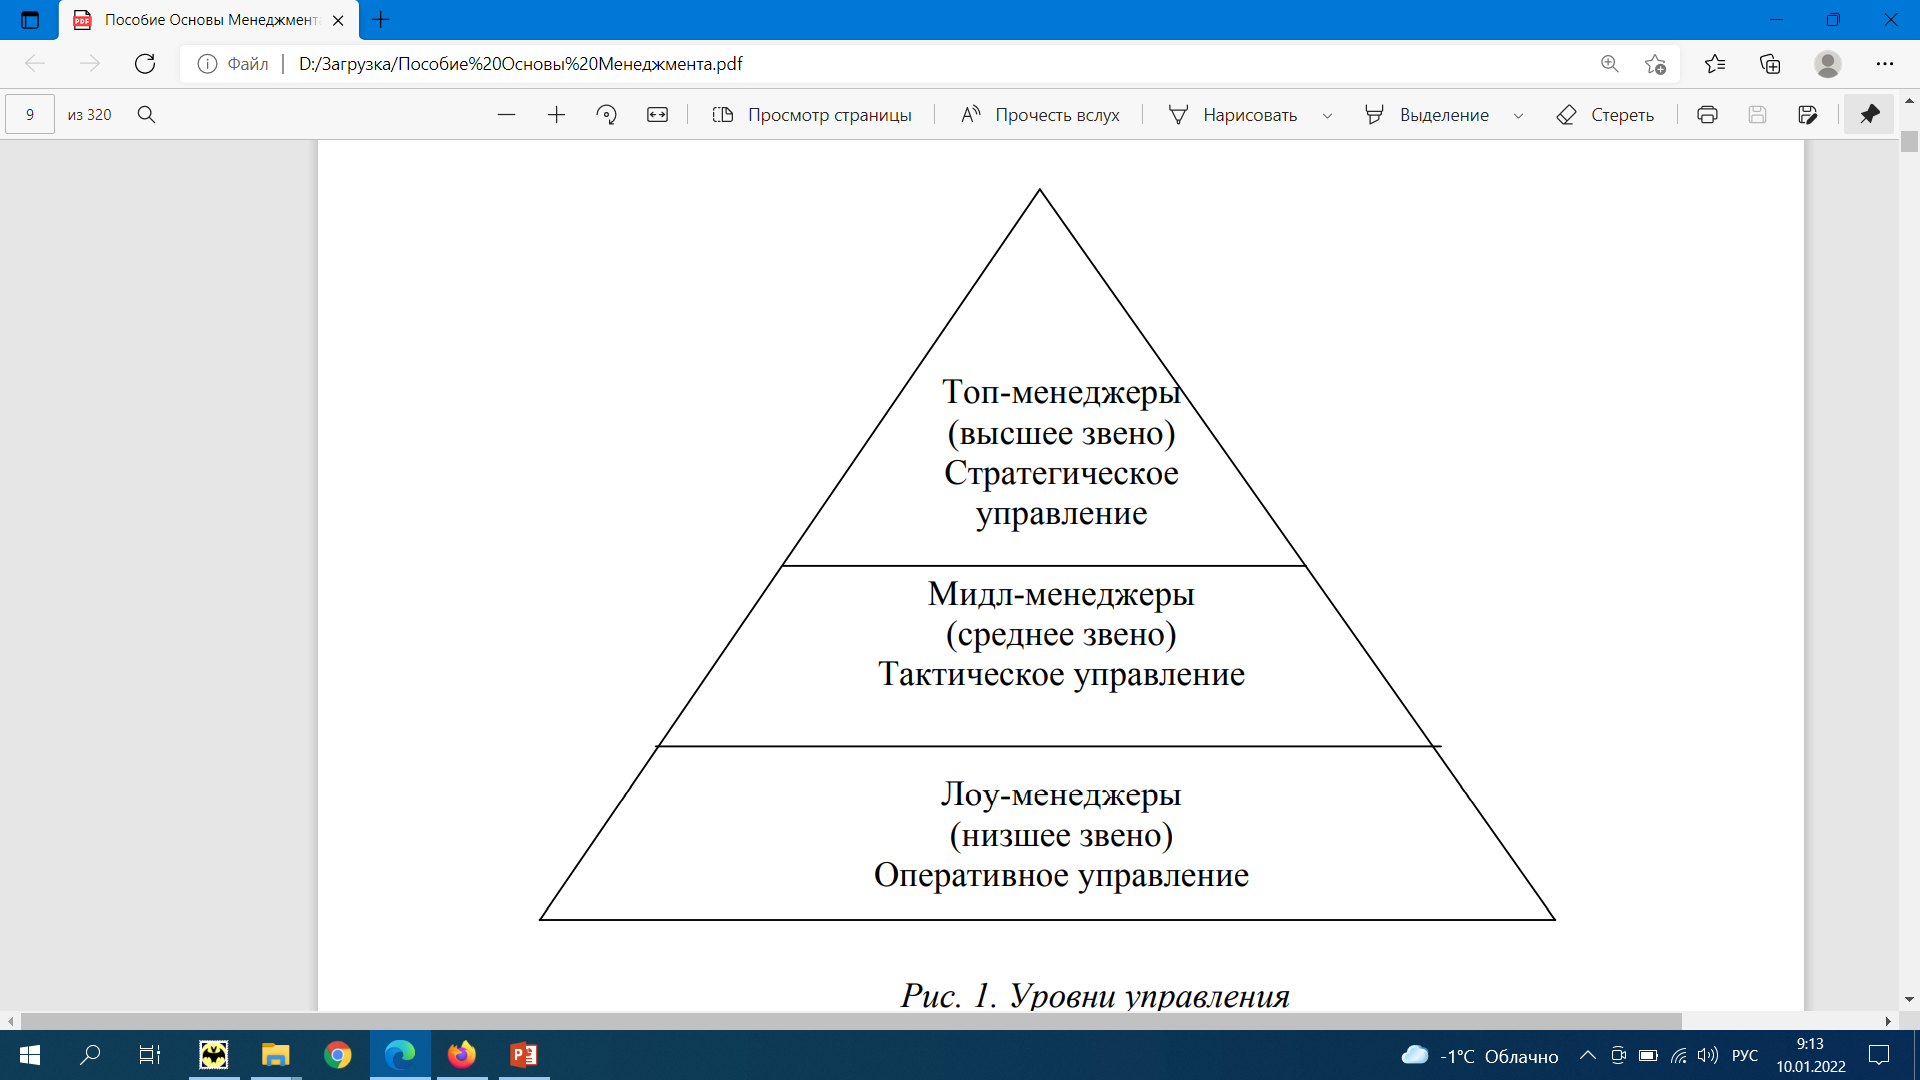 Пособие Основы Менеджмента
Файл
D:/Загрузка/Пособие%20Основы%20Менеджмента.pdf
9
из 320
Просмотр страницы
Прочесть вслух
Нарисовать
Выделение
Стереть
Топ-менеджеры
(высшее звено)
Стратегическое
управление
Мидл-менеджеры
(среднее звено)
Тактическое управление
Лоу-менеджеры
(низшее звено)
Оперативное управление
Рис. 1. Уровни управления
-1°C Облачно
РУС
9:13
10.01.2022